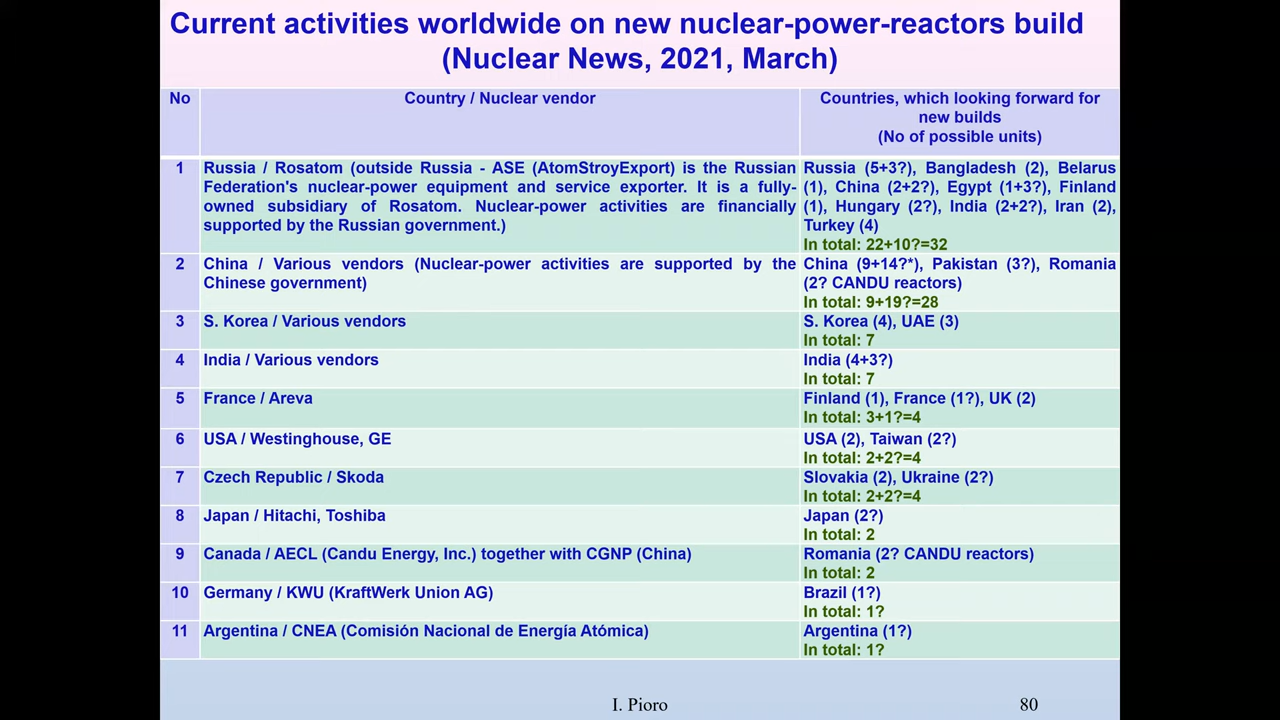 Current activities worldwide on new nuclear-power-reactors build
(Nuclear News, 2021, March)
No
Country / Nuclear vendor
Countries, which looking forward for
new builds
(No of possible units)
1
Russia / Rosatom (outside Russia - ASE (AtomStroyExport) is the Russian
Federation's nuclear-power equipment and service exporter. It is a fully-
owned subsidiary of Rosatom. Nuclear-power activities are financially
supported by the Russian government.)
Russia (5+3?), Bangladesh (2), Belarus
(1), China (2+2?), Egypt (1+3?), Finland
(1), Hungary (2?), India (2+2?), Iran (2),
Turkey (4)
In total: 22+10?=32
2
China / Various vendors (Nuclear-power activities are supported by the
Chinese government)
China (9+14?*), Pakistan (3?), Romania
(2? CANDU reactors)
In total: 9+19?=28
3
S. Korea / Various vendors
S. Korea (4), UAE (3)
In total: 7
4
India / Various vendors
India (4+3?)
In total: 7
5
France / Areva
Finland (1), France (1?), UK (2)
In total: 3+1?=4
6
USA / Westinghouse, GE
USA (2), Taiwan (2?)
In total: 2+2?=4
7
Czech Republic / Skoda
Slovakia (2), Ukraine (2?)
In total: 2+2?=4
8
Japan / Hitachi, Toshiba
Japan (2?)
In total: 2
9
Canada / AECL (Candu Energy, Inc.) together with CGNP (China)
Romania (2? CANDU reactors)
In total: 2
10
Germany / KWU (KraftWerk Union AG)
Brazil (1?)
In total: 1?
11
Argentina / CNEA (Comisión Nacional de Energía Atómica)
Argentina (1?)
In total: 1?
I. Pioro
80